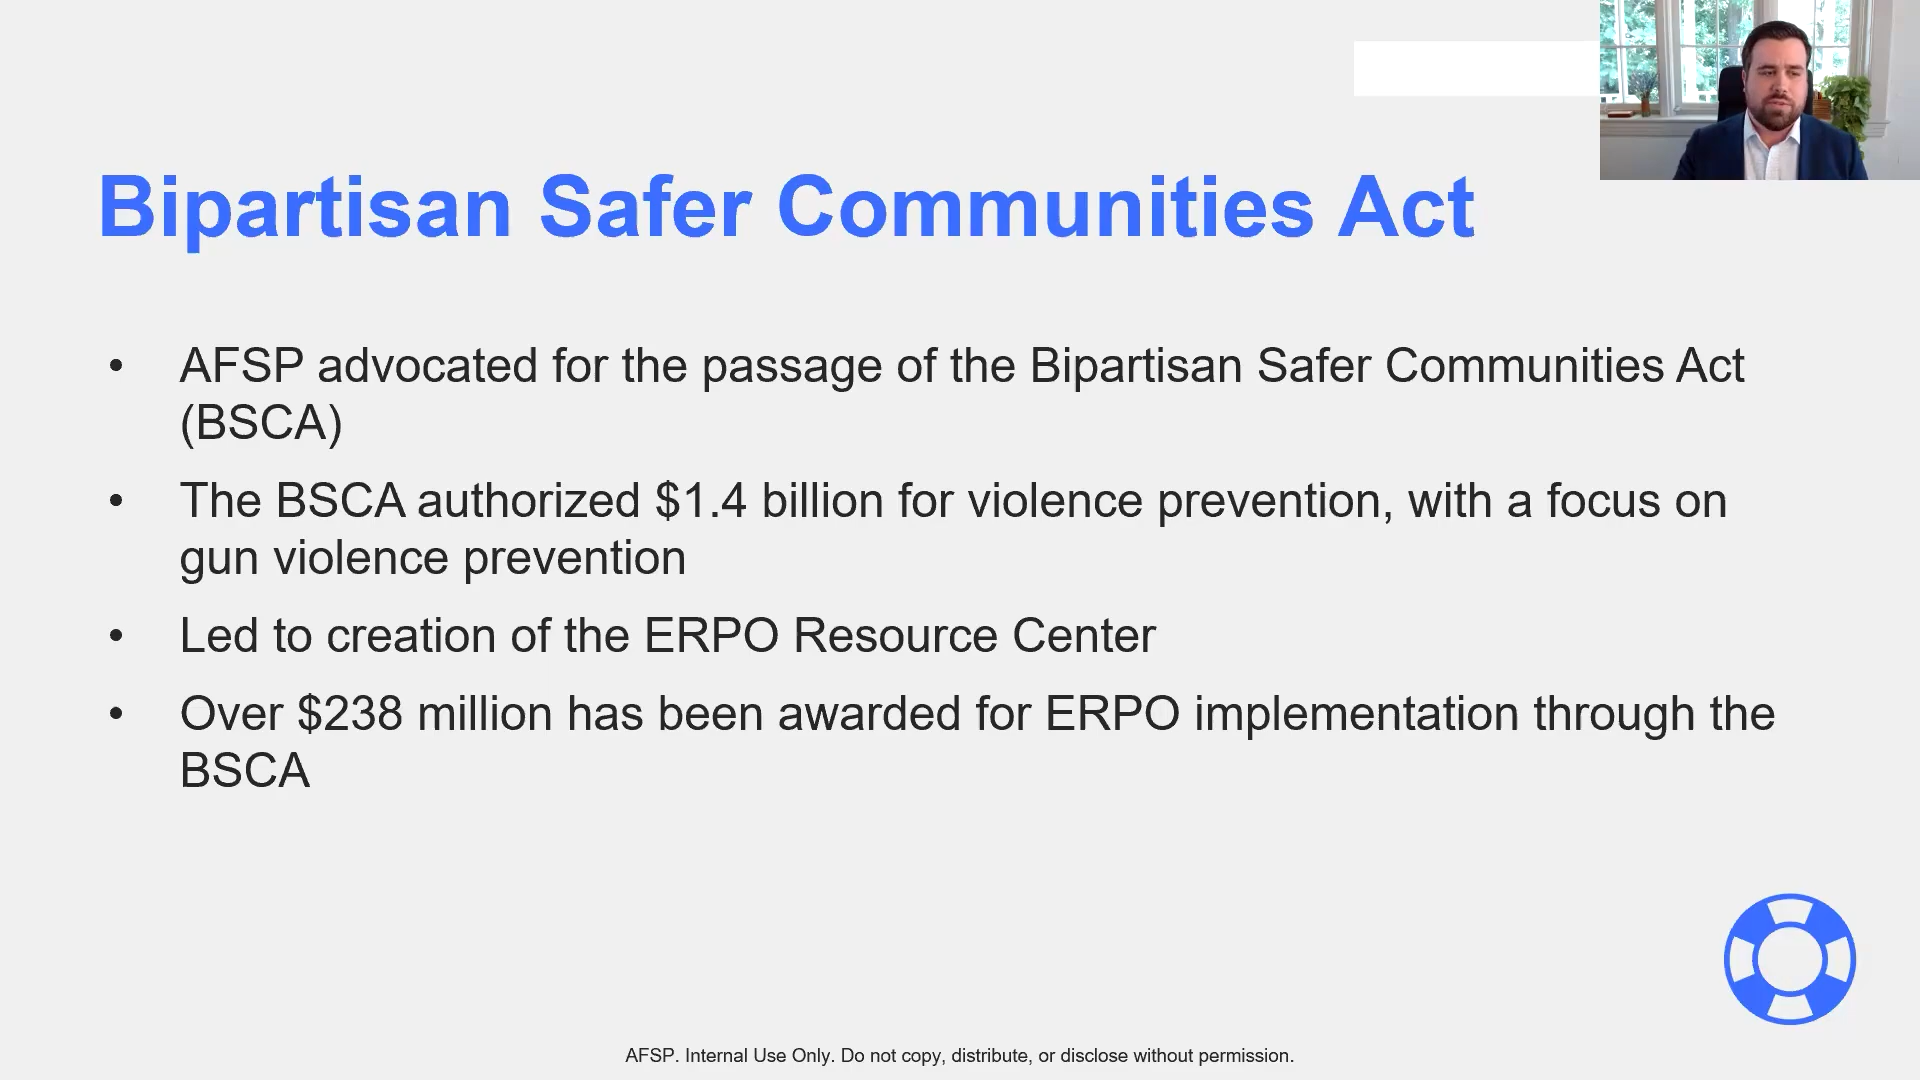 Bipartisan Safer Communities Act
• AFSP advocated for the passage of the Bipartisan Safer Communities Act
(BSCA)
• The BSCA authorized $1.4 billion for violence prevention, with a focus on
gun violence prevention
• Led to creation of the ERPO Resource Center
• Over $238 million has been awarded for ERPO implementation through the
BSCA
AFSP. Internal Use Only. Do not copy, distribute, or disclose without permission.